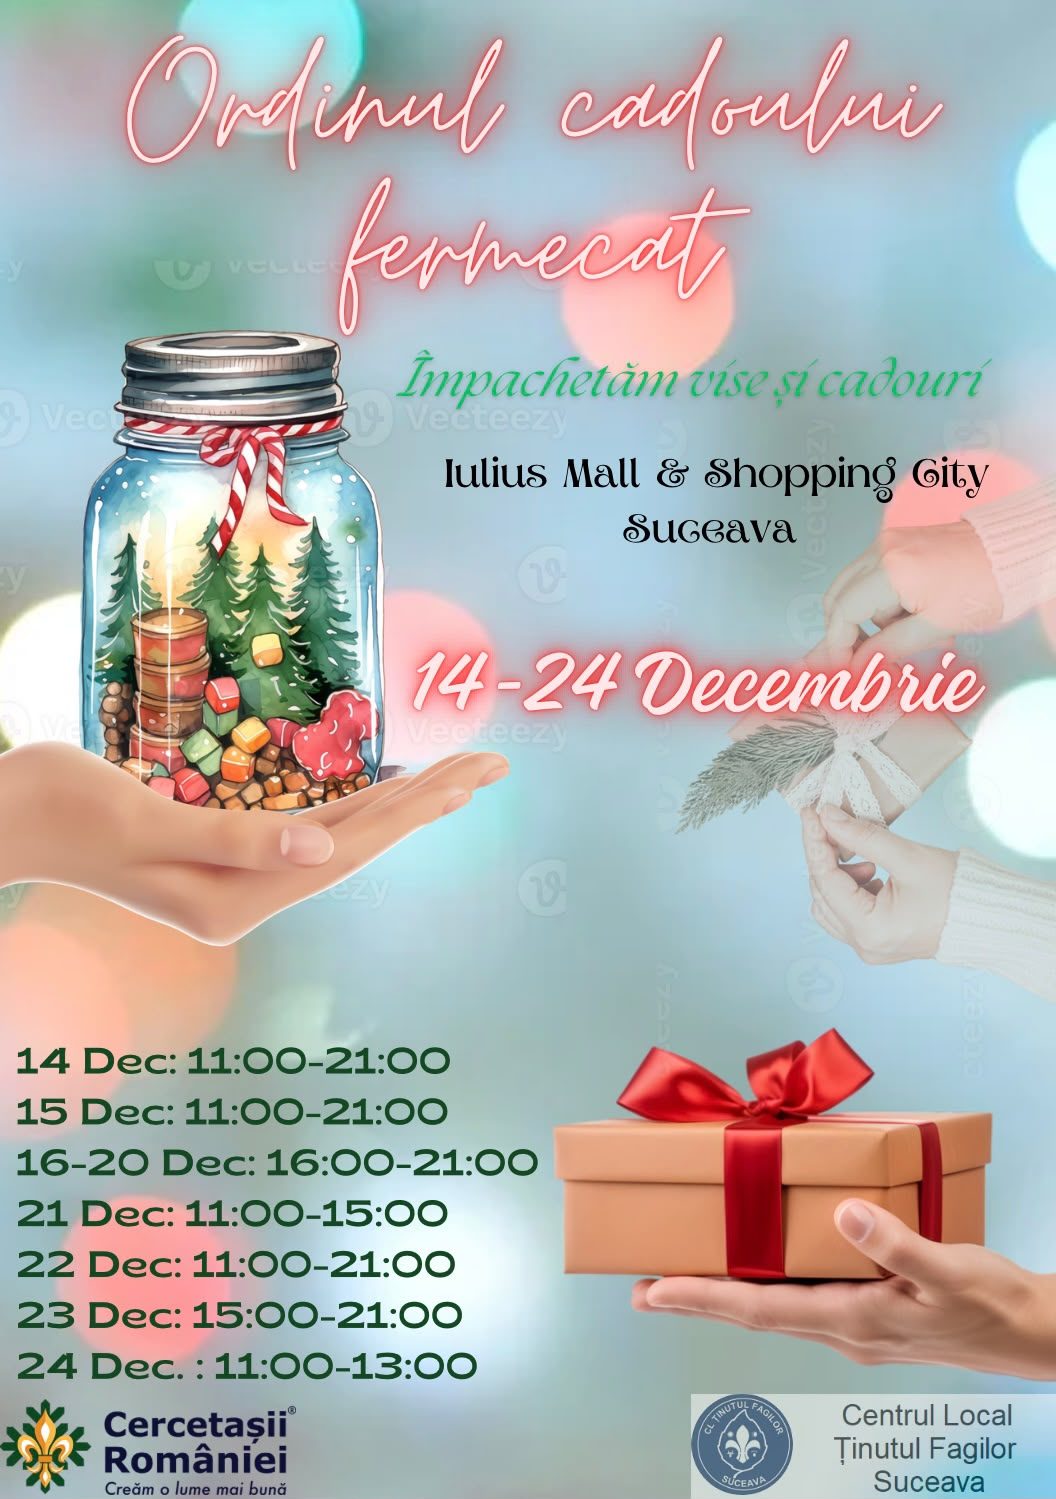 Ordinul cadoului
fermecat
Împachetăm vise și cadouri
Iulius Mall & Shopping City
Suceava
14-24 Decembrie
14 Dec: 11:00-21:00
15 Dec: 11:00-21:00
16-20 Dec: 16:00-21:00
21 Dec: 11:00-15:00
22 Dec: 11:00-21:00
23 Dec: 15:00-21:00
24 Dec. : 11:00-13:00
Cercetașii®
României
Creăm o lume mai bună
CL ȚINUTUL FAGILOR
SUCEAVA
Centrul Local
Ținutul Fagilor
Suceava
Vecteezy
Vecteezy
Vecteezy